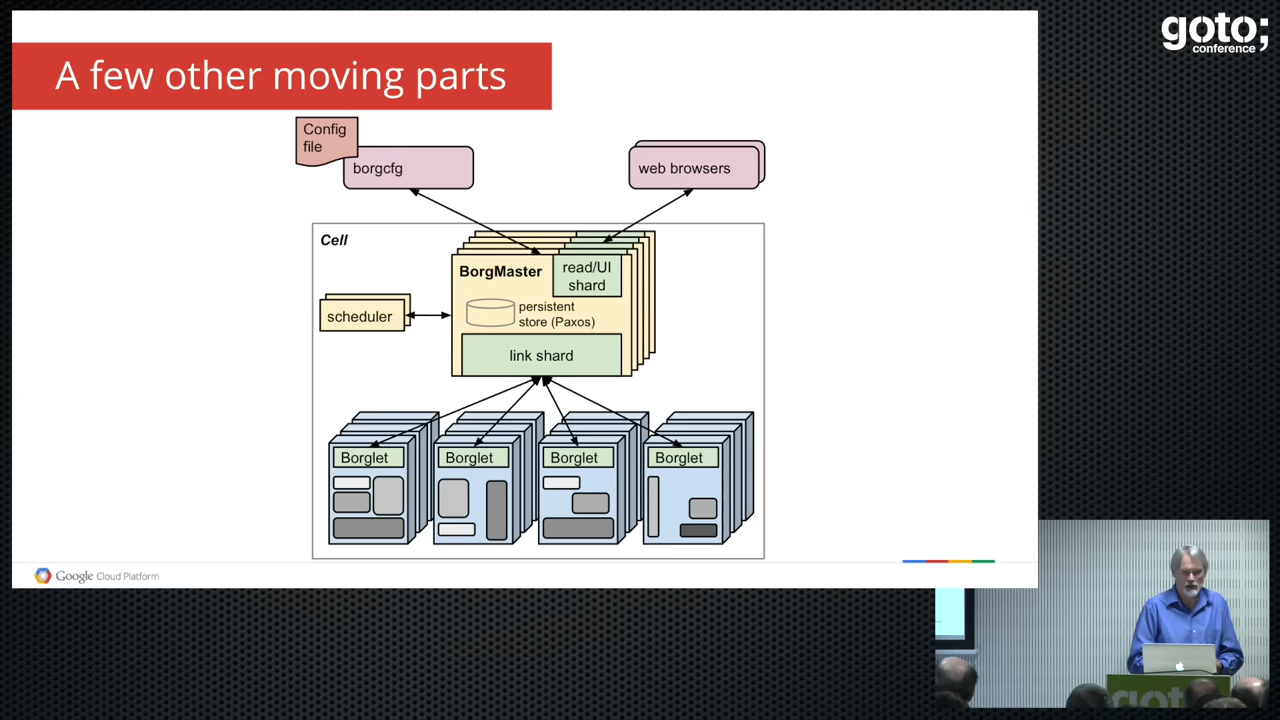 goto;
conference
A few other moving parts
Config
file
borgcfg
web browsers
Cell
BorgMaster
read/UI
shard
scheduler
persistent
store (Paxos)
link shard
Borglet
Borglet
Borglet
Borglet
Google Cloud Platform
goto;